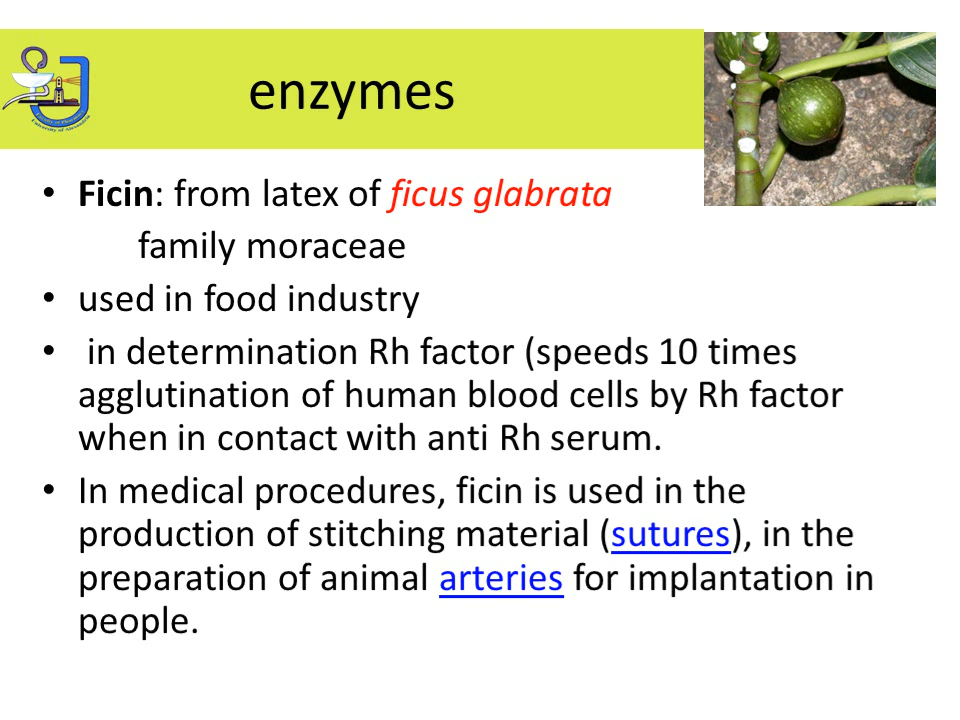 enzymes
• Ficin: from latex of ficus glabrata
family moraceae
• used in food industry
• in determination Rh factor (speeds 10 times
agglutination of human blood cells by Rh factor
when in contact with anti Rh serum.
• In medical procedures, ficin is used in the
production of stitching material (sutures), in the
preparation of animal arteries for implantation in
people.